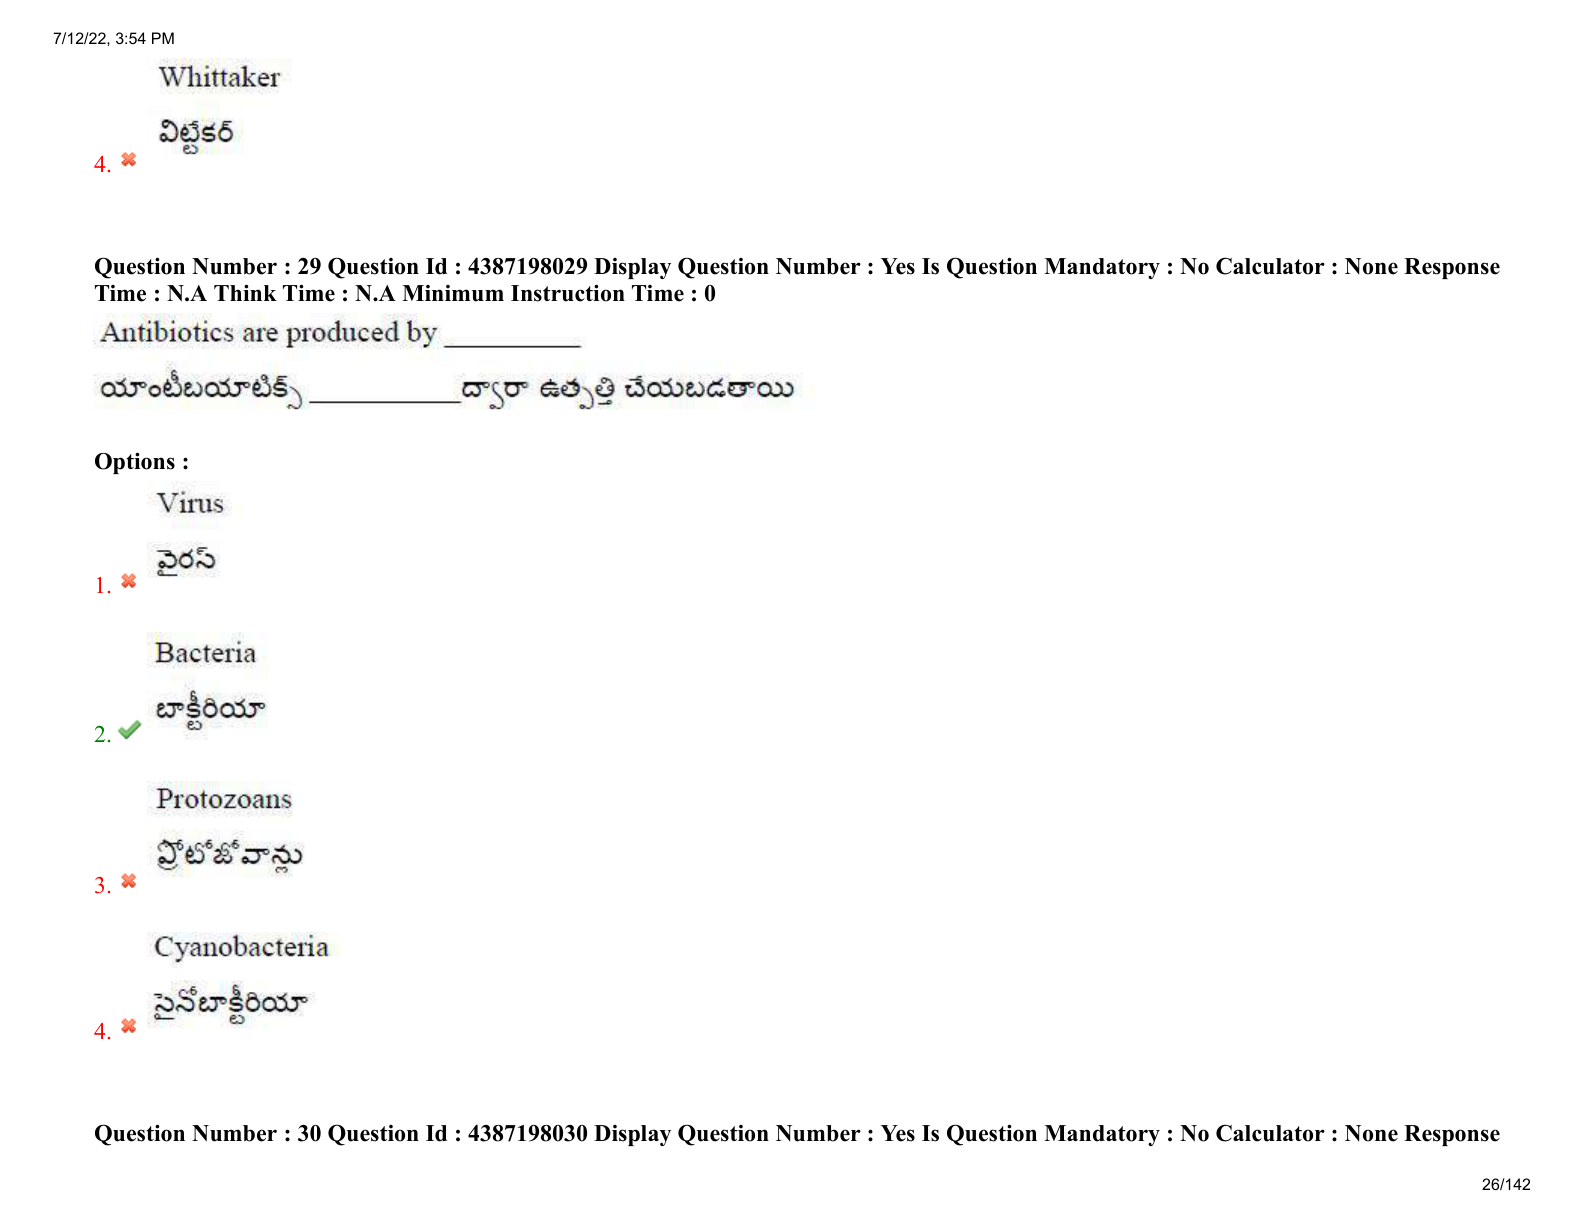 7/12/22, 3:54 PM
Whittaker
విట్టేకర్
4.
Question Number : 29 Question Id : 4387198029 Display Question Number : Yes Is Question Mandatory : No Calculator : None Response
Time : N.A Think Time : N.A Minimum Instruction Time : 0
Antibiotics are produced by __________
యాంటీబయాటిక్స్ ___________ద్వారా ఉత్పత్తి చేయబడతాయి
Options :
Virus
వైరస్
1.
Bacteria
బాక్టీరియా
2.
Protozoans
ప్రోటోజోవాన్లు
3.
Cyanobacteria
సైనోబాక్టీరియా
4.
Question Number : 30 Question Id : 4387198030 Display Question Number : Yes Is Question Mandatory : No Calculator : None Response
26/142